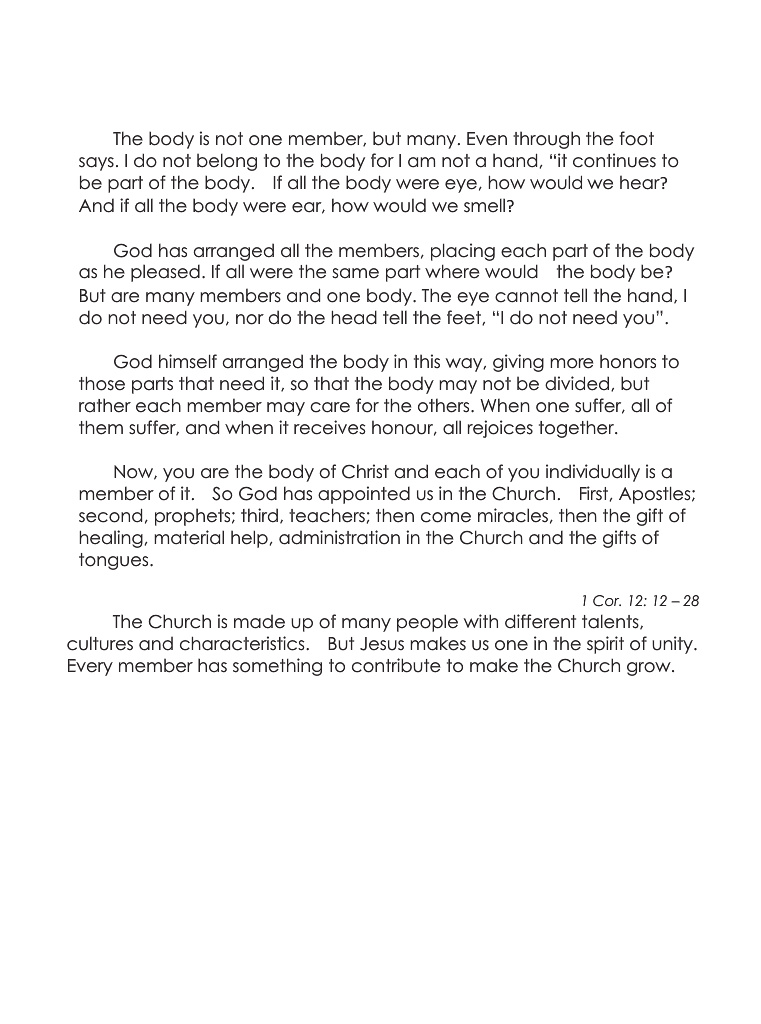 The body is not one member, but many. Even through the foot
says. I do not belong to the body for I am not a hand, “it continues to
be part of the body. If all the body were eye, how would we hear?
And if all the body were ear, how would we smell?
God has arranged all the members, placing each part of the body
as he pleased. If all were the same part where would the body be?
But are many members and one body. The eye cannot tell the hand, I
do not need you, nor do the head tell the feet, “I do not need you”.
God himself arranged the body in this way, giving more honors to
those parts that need it, so that the body may not be divided, but
rather each member may care for the others. When one suffer, all of
them suffer, and when it receives honour, all rejoices together.
Now, you are the body of Christ and each of you individually is a
member of it. So God has appointed us in the Church. First, Apostles;
second, prophets; third, teachers; then come miracles, then the gift of
healing, material help, administration in the Church and the gifts of
tongues.
1 Cor. 12: 12 – 28
The Church is made up of many people with different talents,
cultures and characteristics. But Jesus makes us one in the spirit of unity.
Every member has something to contribute to make the Church grow.